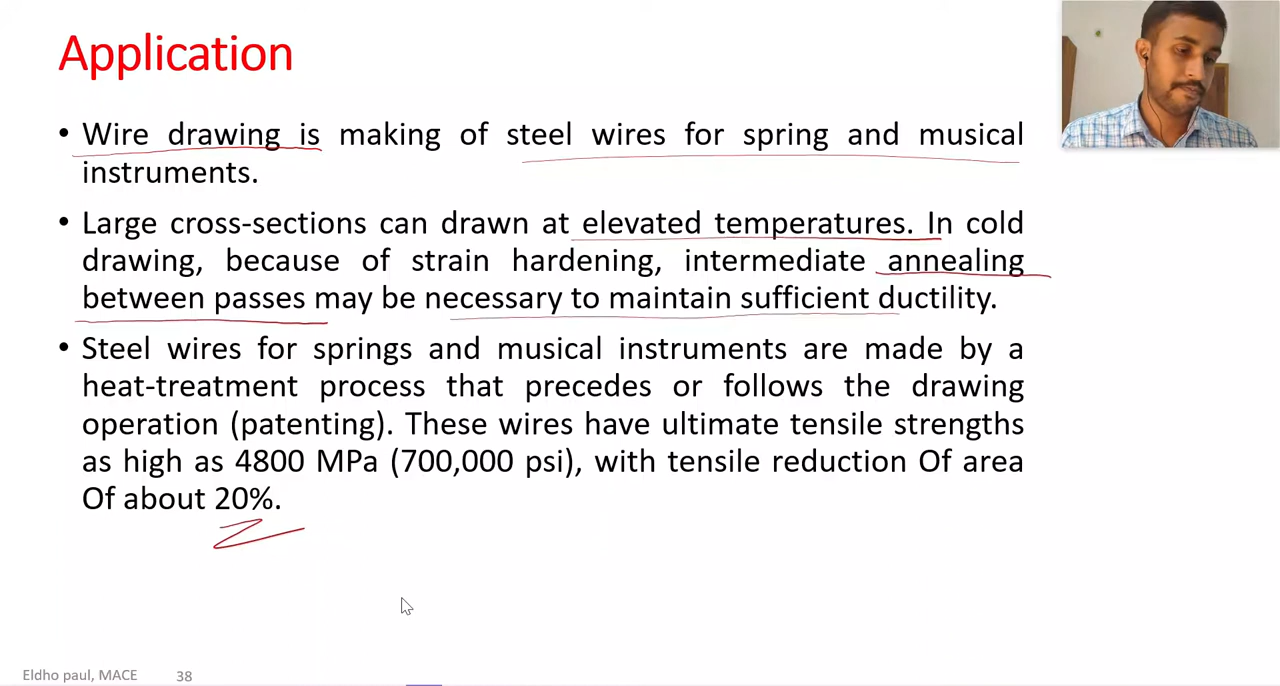 Application
• Wire drawing is making of steel wires for spring and musical
instruments.
• Large cross-sections can drawn at elevated temperatures. In cold
drawing, because of strain hardening, intermediate annealing
between passes may be necessary to maintain sufficient ductility.
• Steel wires for springs and musical instruments are made by a
heat-treatment process that precedes or follows the drawing
operation (patenting). These wires have ultimate tensile strengths
as high as 4800 MPa (700,000 psi), with tensile reduction Of area
Of about 20%.
Eldho paul, MACE 38